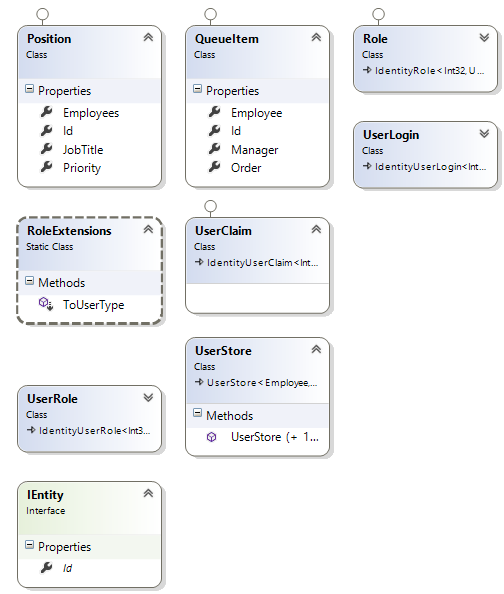 Position
Class
Properties
Employees
Id
JobTitle
Priority
QueueItem
Class
Properties
Employee
Id
Manager
Order
Role
Class
IdentityRole<Int32, U...
UserLogin
Class
IdentityUserLogin<Int...
RoleExtensions
Static Class
Methods
ToUserType
UserClaim
Class
IdentityUserClaim<Int...
UserStore
Class
UserStore<Employee,...
Methods
UserStore (+ 1...
UserRole
Class
IdentityUserRole<Int3...
IEntity
Interface
Properties
Id